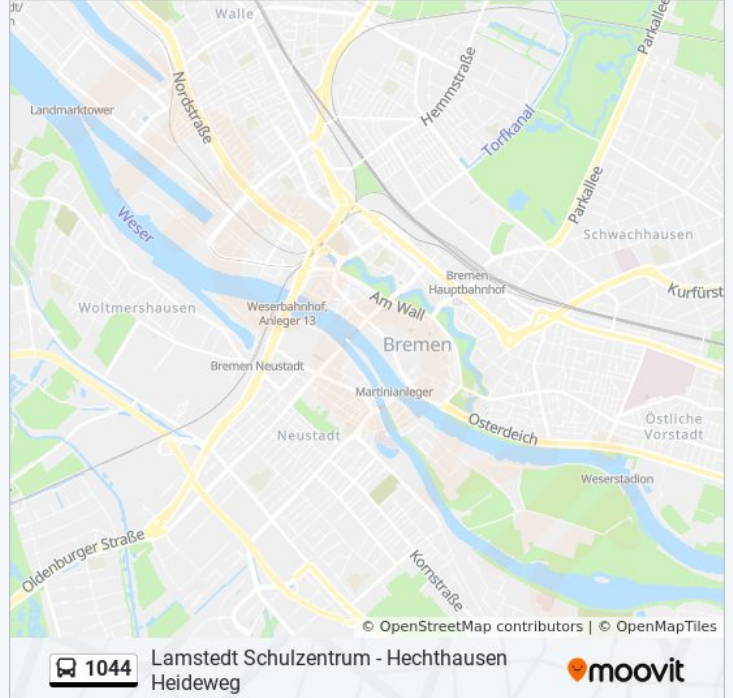 dt/
Walle
Parkallee
Hemmstraße
Nordstraße
Landmarktower
Torfkanal
Parkallee
Weser
Schwachhausen
Bremen
Hauptbahnhof
Kurfürst
Am Wall
Woltmershausen
Weserbahnhof,
Anleger 13
Bremen
Bremen Neustadt
Martinianleger
Osterdeich
Östliche
Vorstadt
Neustadt
Weserstadion
Oldenburger Straße
Kornstraße
© OpenStreetMap contributors | © OpenMapTiles
1044
Lamstedt Schulzentrum - Hechthausen
Heideweg
moovit